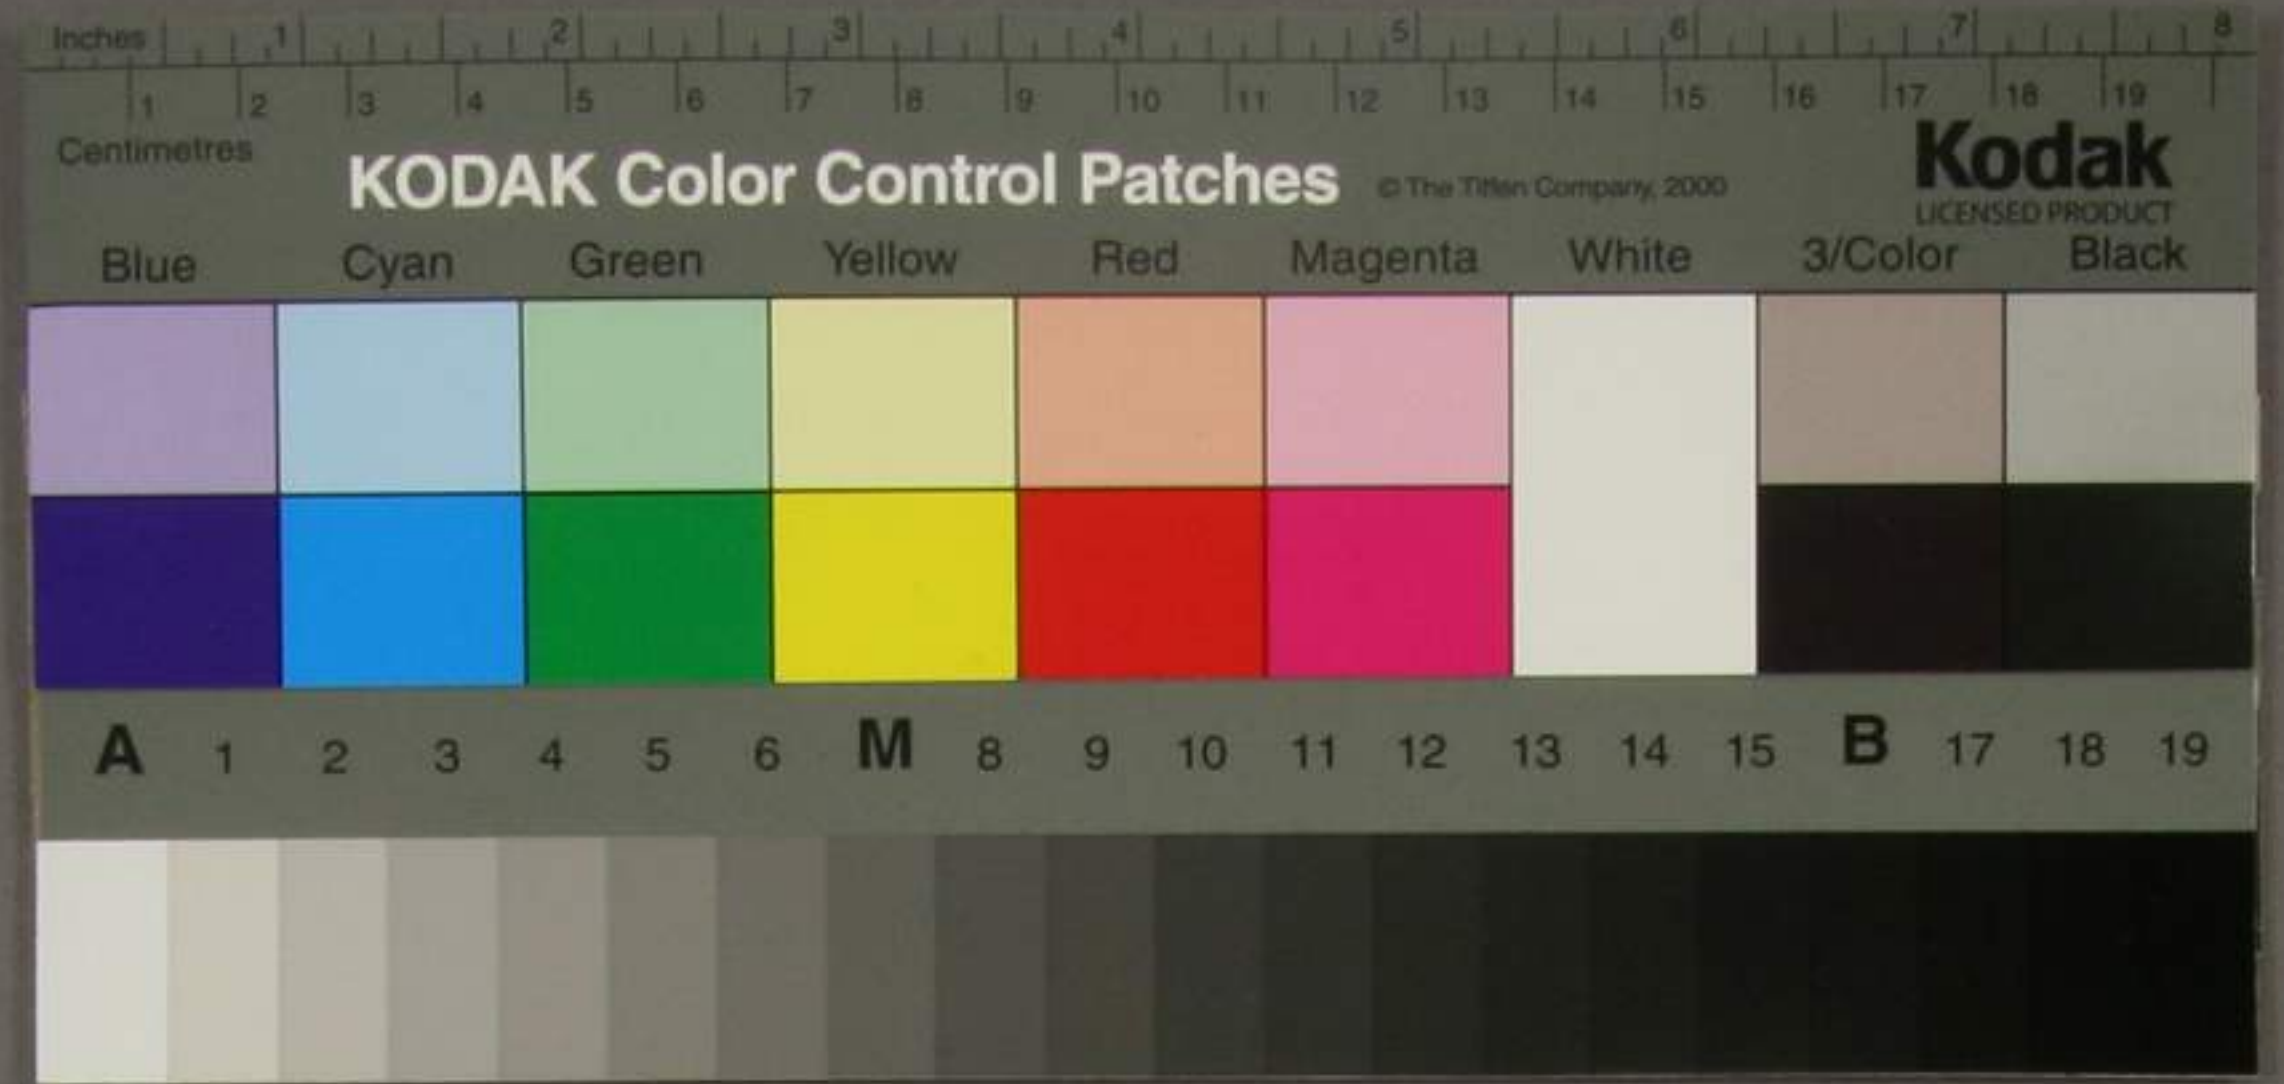 Inches 1 2 3 4 5 6 7 8
1 2 3 4 5 6 7 8 9 10 11 12 13 14 15 16 17 18 19
Centimetres
KODAK Color Control Patches © The Tiffen Company, 2000 Kodak
LICENSED PRODUCT
Blue Cyan Green Yellow Red Magenta White 3/Color Black
A 1 2 3 4 5 6 M 8 9 10 11 12 13 14 15 B 17 18 19